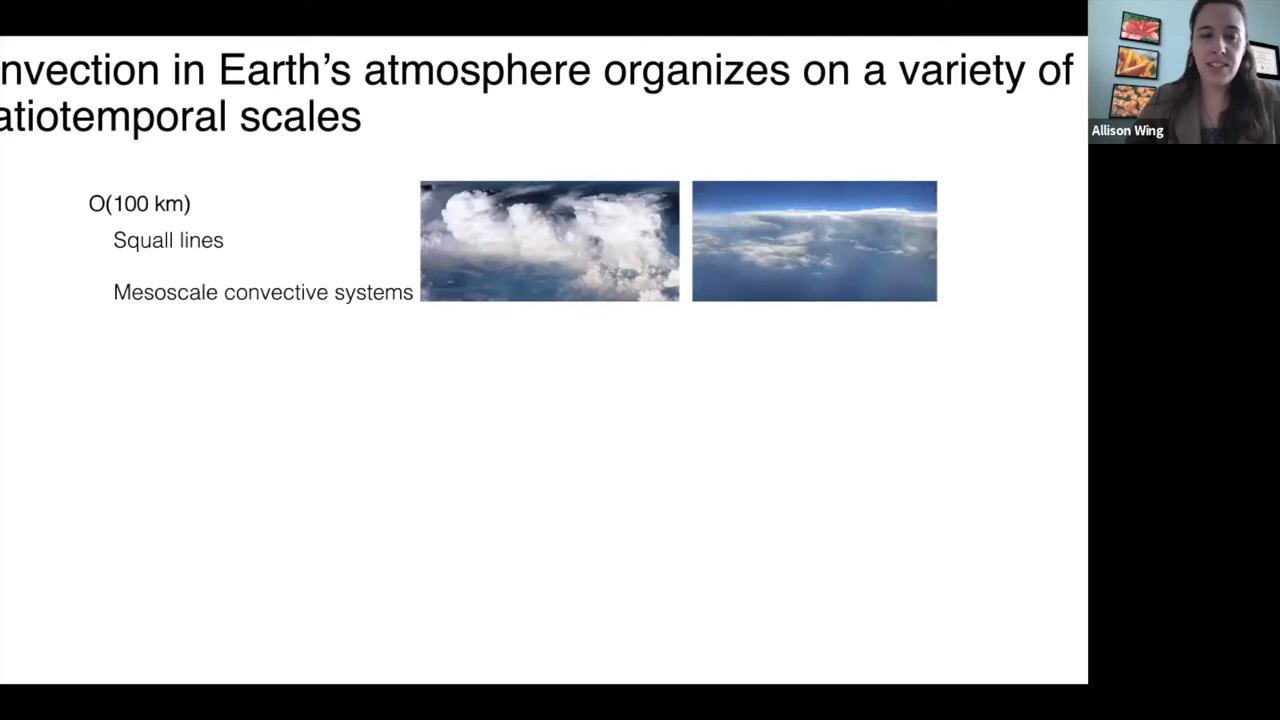 nvection in Earth's atmosphere organizes on a variety of
atiotemporal scales
O(100 km)
Squall lines
Mesoscale convective systems
Allison Wing